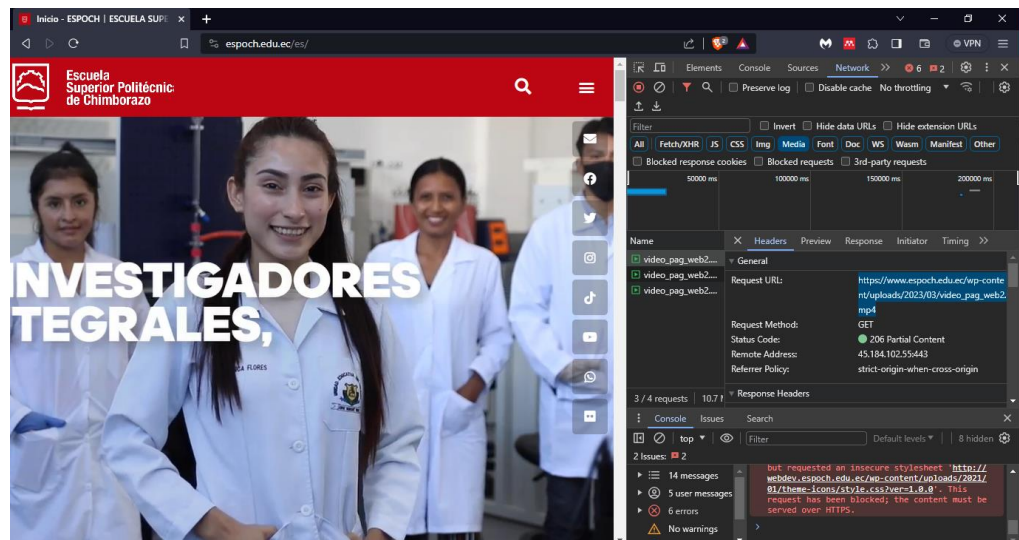 Inicio - ESPOCH | ESCUELA SUPE
espoch.edu.ec/es/
VPN
Escuela
Superior Politécnica
de Chimborazo
INVESTIGADORES
TEGRALES,
FLORES
Elements Console Sources Network 6 2
Preserve log Disable cache No throttling
Filter Invert Hide data URLs Hide extension URLs
All Fetch/XHR JS CSS Img Media Font Doc WS Wasm Manifest Other
Blocked response cookies Blocked requests 3rd-party requests
50000 ms 100000 ms 150000 ms 200000 ms
Name Headers Preview Response Initiator Timing
video_pag_web2....
video_pag_web2....
video_pag_web2....
General
Request URL: https://www.espoch.edu.ec/wp-conte
nt/uploads/2023/03/video_pag_web2.
mp4
Request Method: GET
Status Code: 206 Partial Content
Remote Address: 45.184.102.55:443
Referrer Policy: strict-origin-when-cross-origin
Response Headers
3 / 4 requests 10.7
Console Issues Search
top Filter Default levels 8 hidden
2 Issues: 2
14 messages
5 user messages
6 errors
No warnings
but requested an insecure stylesheet 'http://
webdev.espoch.edu.ec/wp-content/uploads/2021/
01/theme-icons/style.css?ver=1.0.0'. This
request has been blocked; the content must be
served over HTTPS.